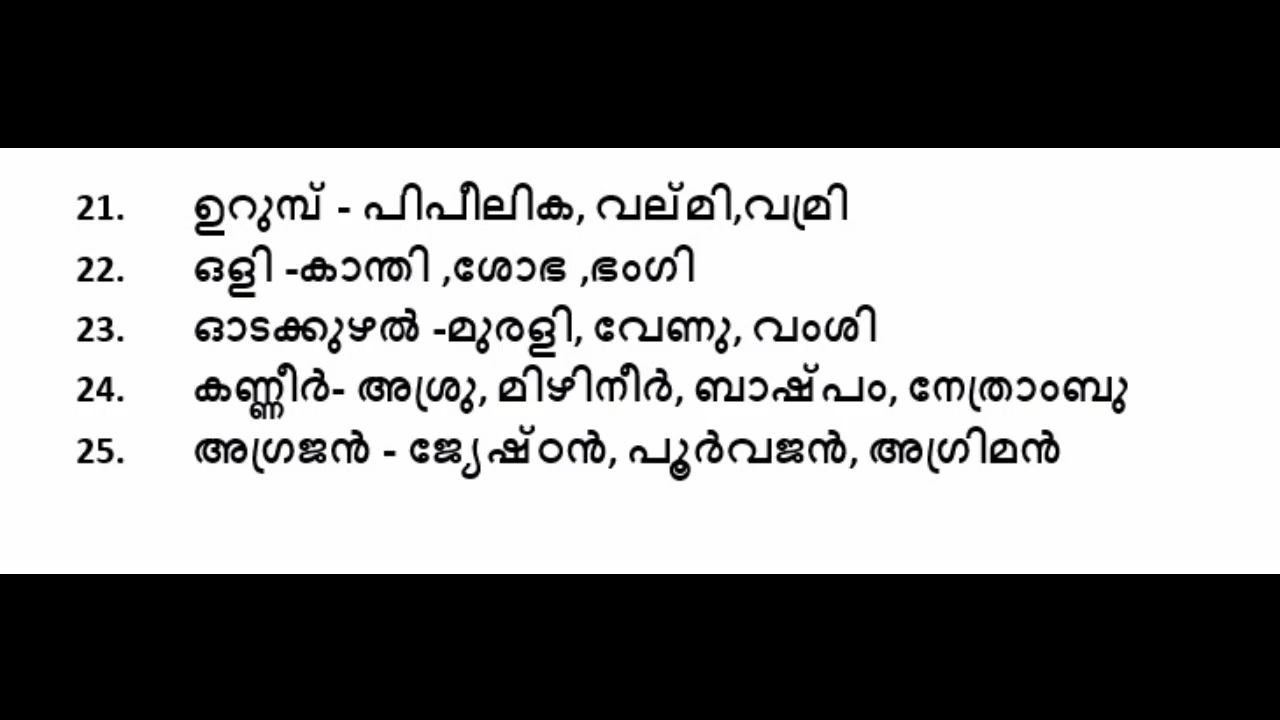 21. ഉറുമ്പ് - പിപീലിക, വല്മി,വമ്രി
22. ഒളി -കാന്തി ,ശോഭ ,ഭംഗി
23. ഓടക്കുഴൽ -മുരളി, വേണു, വംശി
24. കണ്ണീർ- അശ്രു, മിഴിനീർ, ബാഷ്പം, നേത്രാംബു
25. അഗ്രജൻ - ജ്യേഷ്ഠൻ, പൂർവജൻ, അഗ്രിമൻ